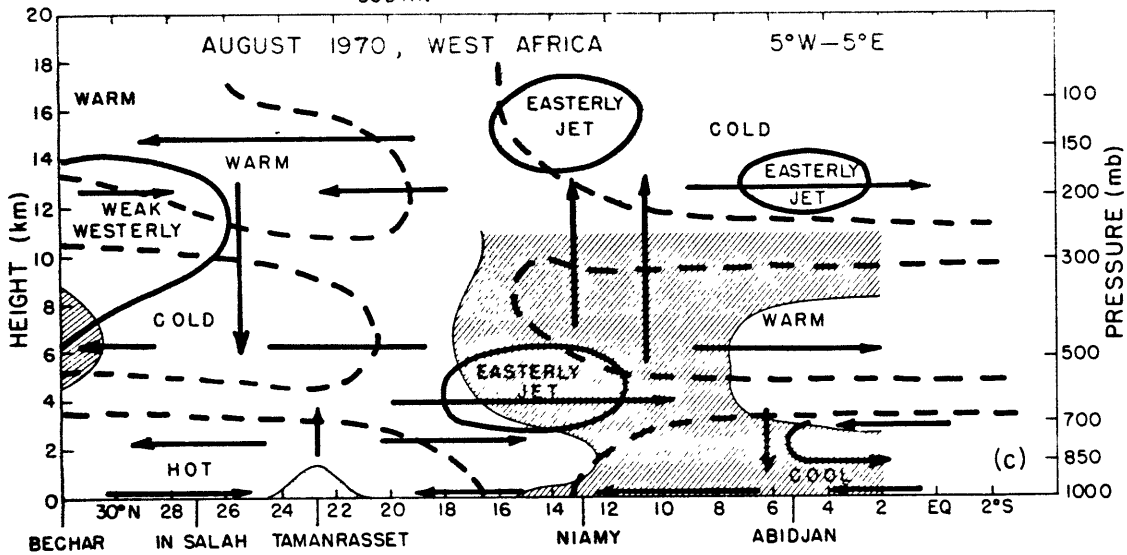 AUGUST 1970, WEST AFRICA 5°W–5°E
20
18
16
14
12
10
8
6
4
2
0
HEIGHT (km)
WARM
WARM
WEAK
WESTERLY
COLD
HOT
EASTERLY
JET
COLD
EASTERLY
JET
WARM
EASTERLY
JET
COOL
(c)
100
150
200
300
500
700
850
1000
PRESSURE (mb)
30°N 28 26 24 22 20 18 16 14 12 10 8 6 4 2 EQ 2°S
BECHAR IN SALAH TAMANRASSET NIAMY ABIDJAN